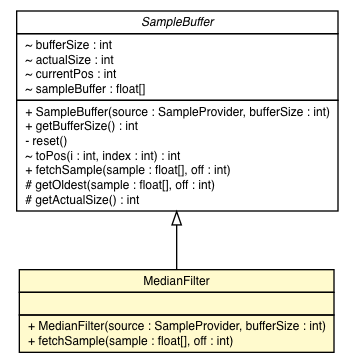 SampleBuffer
~ bufferSize : int
~ actualSize : int
~ currentPos : int
~ sampleBuffer : float[]
+ SampleBuffer(source : SampleProvider, bufferSize : int)
+ getBufferSize() : int
- reset()
~ toPos(i : int, index : int) : int
+ fetchSample(sample : float[], off : int)
# getOldest(sample : float[], off : int)
# getActualSize() : int
MedianFilter
+ MedianFilter(source : SampleProvider, bufferSize : int)
+ fetchSample(sample : float[], off : int)